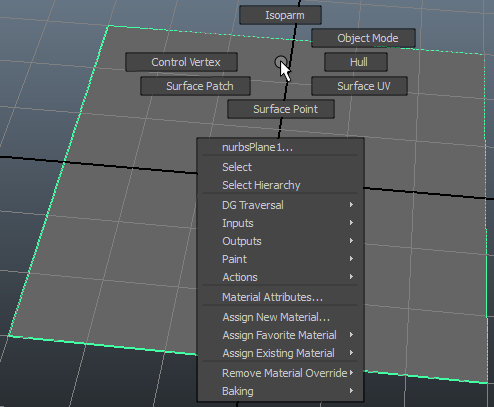 Isoparm
Object Mode
Control Vertex
Hull
Surface Patch
Surface UV
Surface Point
nurbsPlane1...
Select
Select Hierarchy
DG Traversal
Inputs
Outputs
Paint
Actions
Material Attributes...
Assign New Material...
Assign Favorite Material
Assign Existing Material
Remove Material Override
Baking